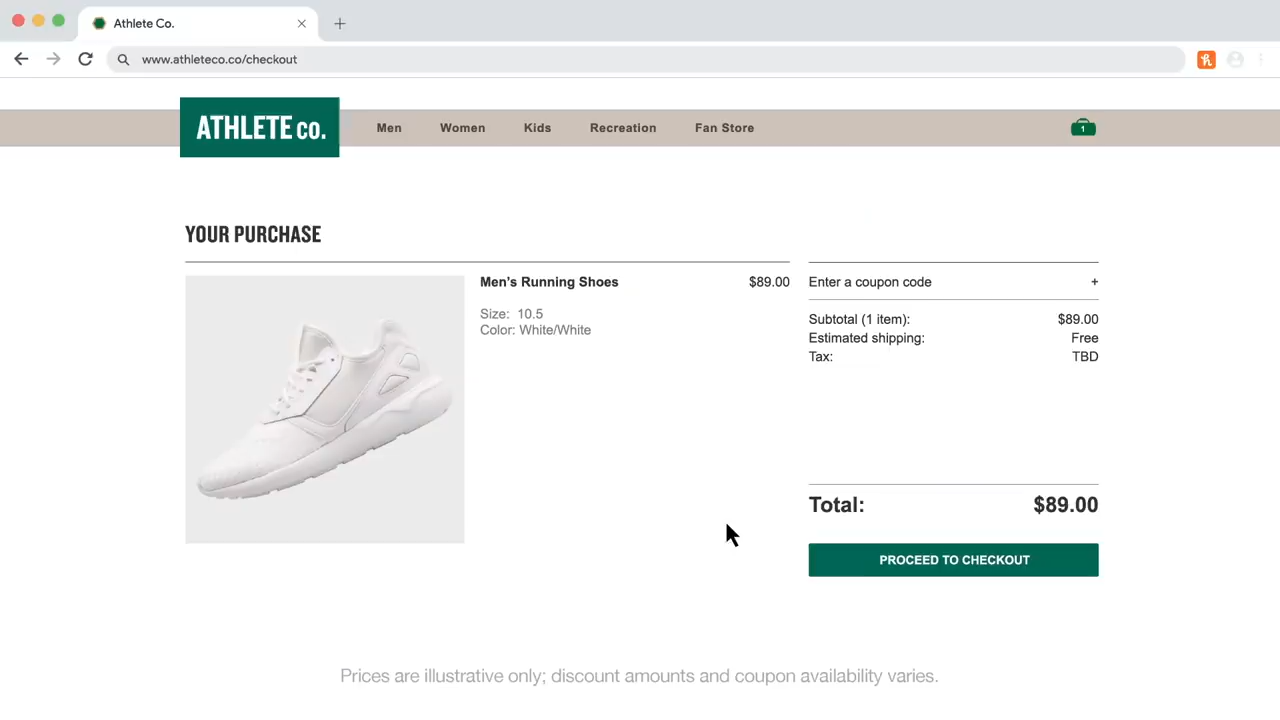 Athlete Co.
www.athleteco.co/checkout
ATHLETE CO.
Men Women Kids Recreation Fan Store
1
YOUR PURCHASE
Men's Running Shoes $89.00
Size: 10.5
Color: White/White
Enter a coupon code +
Subtotal (1 item): $89.00
Estimated shipping: Free
Tax: TBD
Total: $89.00
PROCEED TO CHECKOUT
Prices are illustrative only; discount amounts and coupon availability varies.